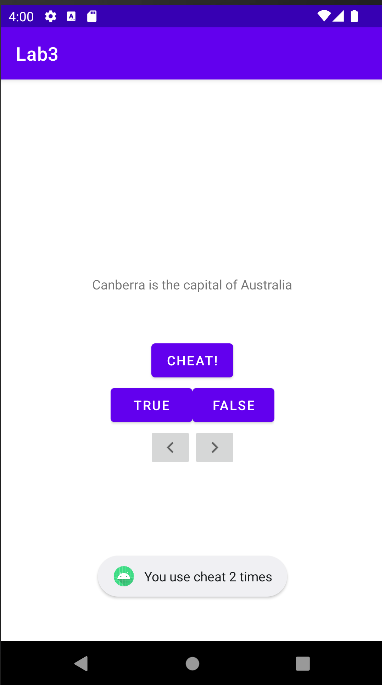 4:00
Lab3
Canberra is the capital of Australia
CHEAT!
TRUE FALSE
You use cheat 2 times